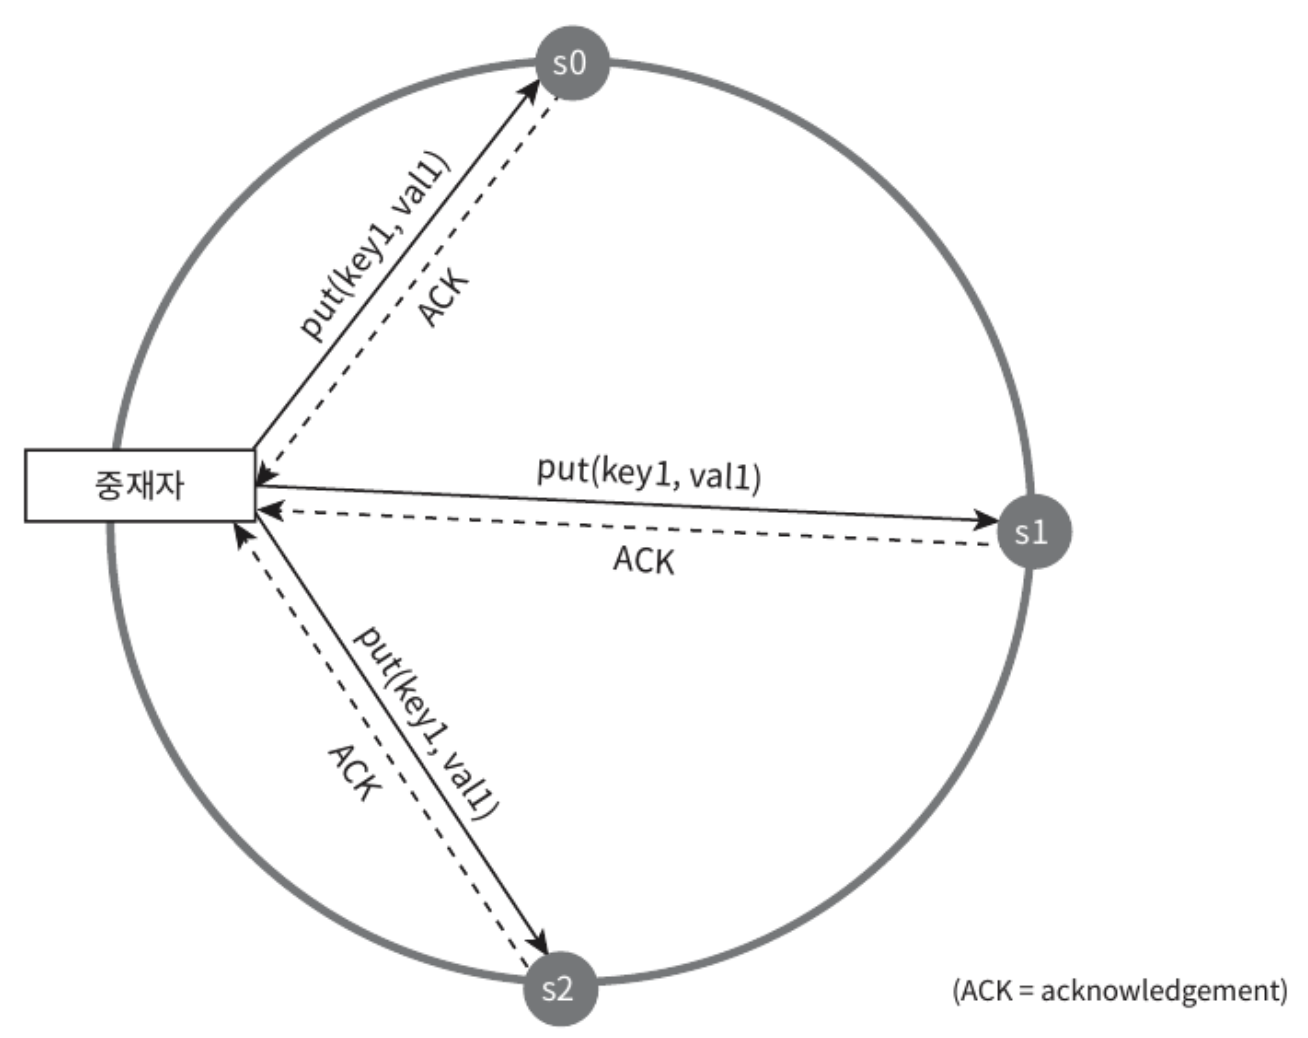 s0
put(key1, val1)
ACK
중재자
put(key1, val1)
s1
ACK
put(key1, val1)
ACK
s2
(ACK = acknowledgement)